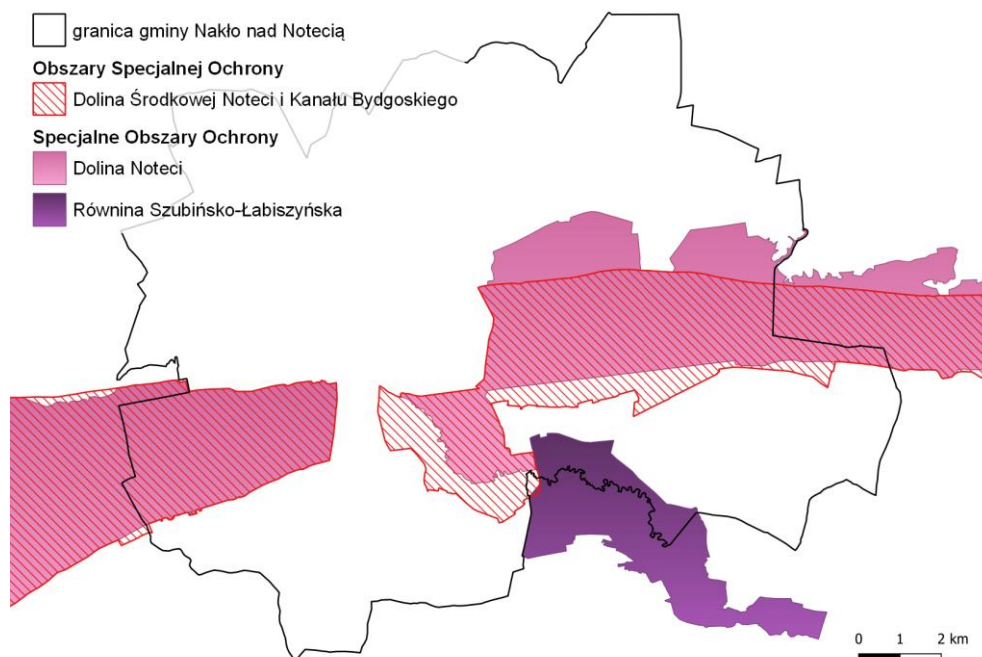 granica gminy Nakło nad Notecią
Obszary Specjalnej Ochrony
Dolina Środkowej Noteci i Kanału Bydgoskiego
Specjalne Obszary Ochrony
Dolina Noteci
Równina Szubińsko-Łabiszyńska
0 1 2 km